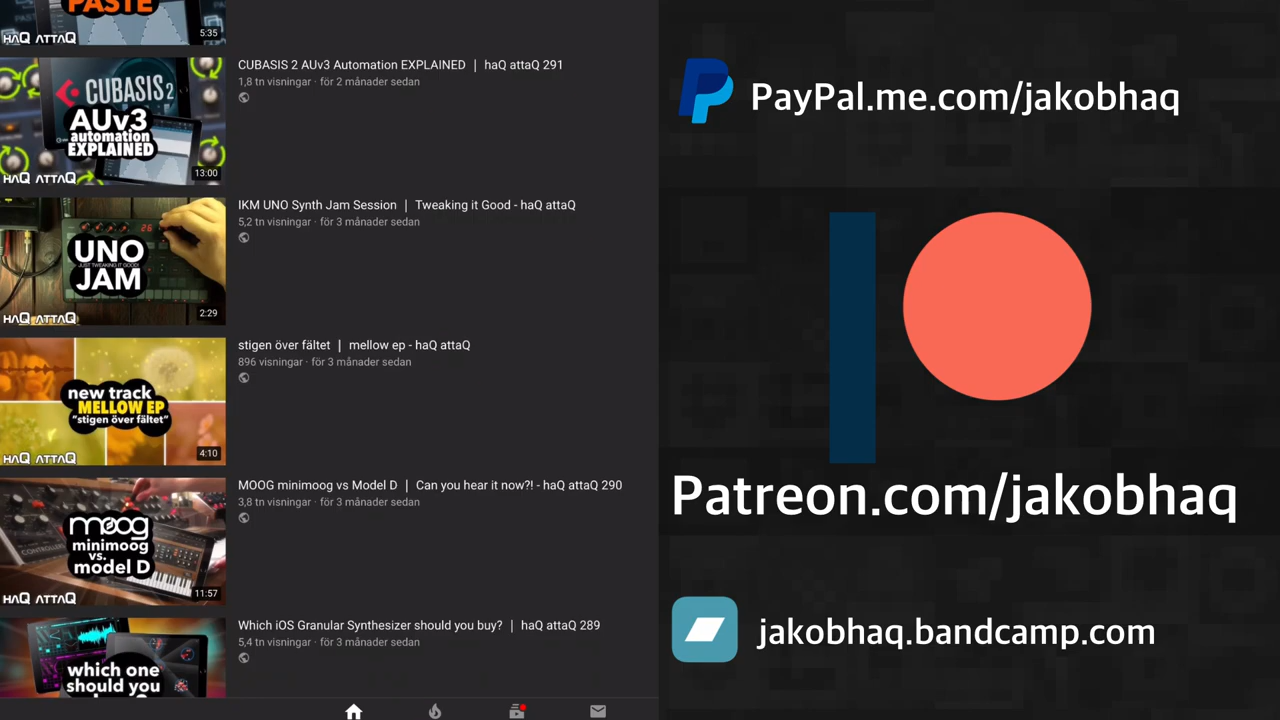 PASTE
HAQ ATTAQ
5:35
CUBASIS 2
AUv3
automation
EXPLAINED
HAQ ATTAQ
13:00
CUBASIS 2 AUv3 Automation EXPLAINED | haQ attaQ 291
1,8 tn visningar · för 2 månader sedan
26
UNO
JUST TWEAKING IT GOOD!
JAM
HAQ ATTAQ
2:29
IKM UNO Synth Jam Session | Tweaking it Good - haQ attaQ
5,2 tn visningar · för 3 månader sedan
new track
MELLOW EP
"stigen över fältet"
HAQ ATTAQ
4:10
stigen över fältet | mellow ep - haQ attaQ
896 visningar · för 3 månader sedan
moog
minimoog
vs.
model D
HAQ ATTAQ
11:57
MOOG minimoog vs Model D | Can you hear it now?! - haQ attaQ 290
3,8 tn visningar · för 3 månader sedan
which one
should you
Which iOS Granular Synthesizer should you buy? | haQ attaQ 289
5,4 tn visningar · för 3 månader sedan
PayPal.me.com/jakobhaq
Patreon.com/jakobhaq
jakobhaq.bandcamp.com